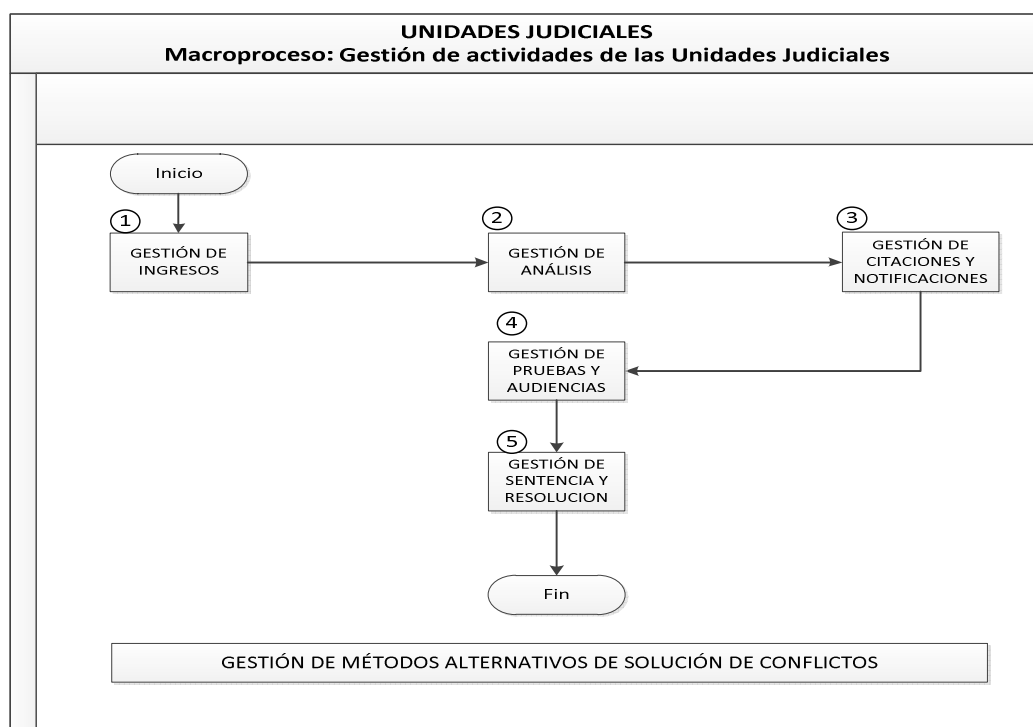 UNIDADES JUDICIALES
Macroproceso: Gestión de actividades de las Unidades Judiciales
Inicio
1
GESTIÓN DE
INGRESOS
2
GESTIÓN DE
ANÁLISIS
3
GESTIÓN DE
CITACIONES Y
NOTIFICACIONES
4
GESTIÓN DE
PRUEBAS Y
AUDIENCIAS
5
GESTIÓN DE
SENTENCIA Y
RESOLUCION
Fin
GESTIÓN DE MÉTODOS ALTERNATIVOS DE SOLUCIÓN DE CONFLICTOS